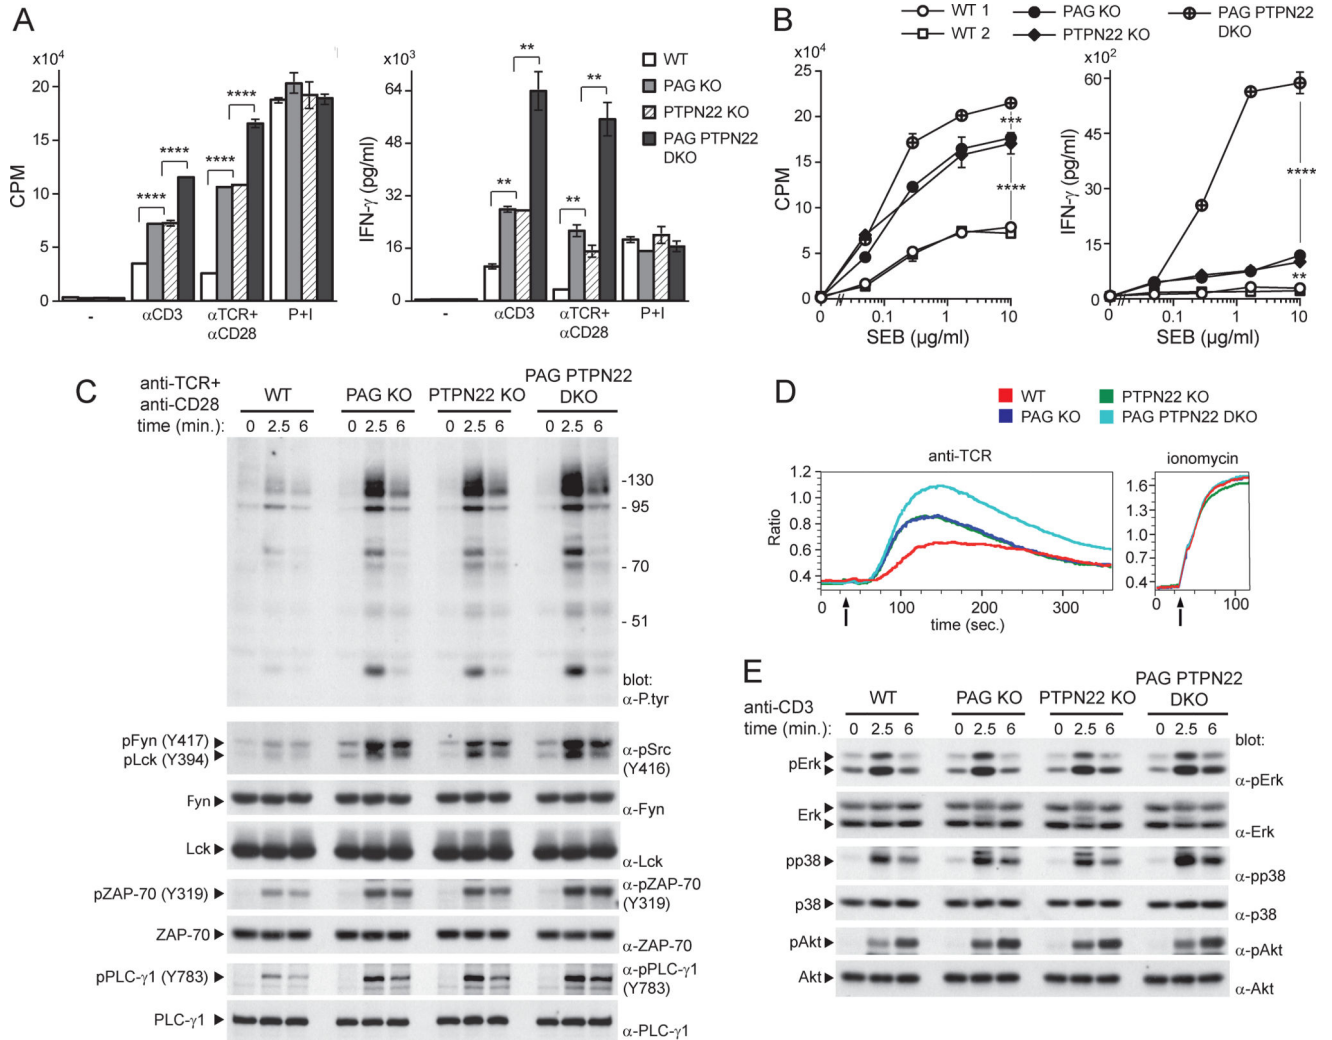 A
x10⁴
20
15
10
5
0
CPM
****
****
****
****
-
αCD3
αTCR+
αCD28
P+I
x10³
64
48
32
16
0
IFN-γ (pg/ml)
**
**
**
**
-
αCD3
αTCR+
αCD28
P+I
WT
PAG KO
PTPN22 KO
PAG PTPN22
DKO
B
WT 1
PAG KO
PAG PTPN22
DKO
WT 2
PTPN22 KO
x10⁴
25
20
15
10
5
0
CPM
***
****
0 // 0.1 1 10
SEB (µg/ml)
x10²
60
45
30
15
0
IFN-γ (pg/ml)
****
**
0 // 0.1 1 10
SEB (µg/ml)
C
anti-TCR+
anti-CD28
time (min.):
WT
PAG KO
PTPN22 KO
PAG PTPN22
DKO
0 2.5 6 0 2.5 6 0 2.5 6 0 2.5 6
-130
- 95
- 70
- 51
blot:
α-P.tyr
pFyn (Y417)
pLck (Y394)
α-pSrc
(Y416)
Fyn
α-Fyn
Lck
α-Lck
pZAP-70 (Y319)
α-pZAP-70
(Y319)
ZAP-70
α-ZAP-70
pPLC-γ1 (Y783)
α-pPLC-γ1
(Y783)
PLC-γ1
α-PLC-γ1
D
WT
PTPN22 KO
PAG KO
PAG PTPN22 DKO
anti-TCR
1.2
1.0
0.8
0.6
0.4
Ratio
0 100 200 300
time (sec.)
ionomycin
1.6
1.3
1.0
0.7
0.4
0 100
E
anti-CD3
time (min.):
WT
PAG KO
PTPN22 KO
PAG PTPN22
DKO
0 2.5 6 0 2.5 6 0 2.5 6 0 2.5 6
blot:
pErk
α-pErk
Erk
α-Erk
pp38
α-pp38
p38
α-p38
pAkt
α-pAkt
Akt
α-Akt